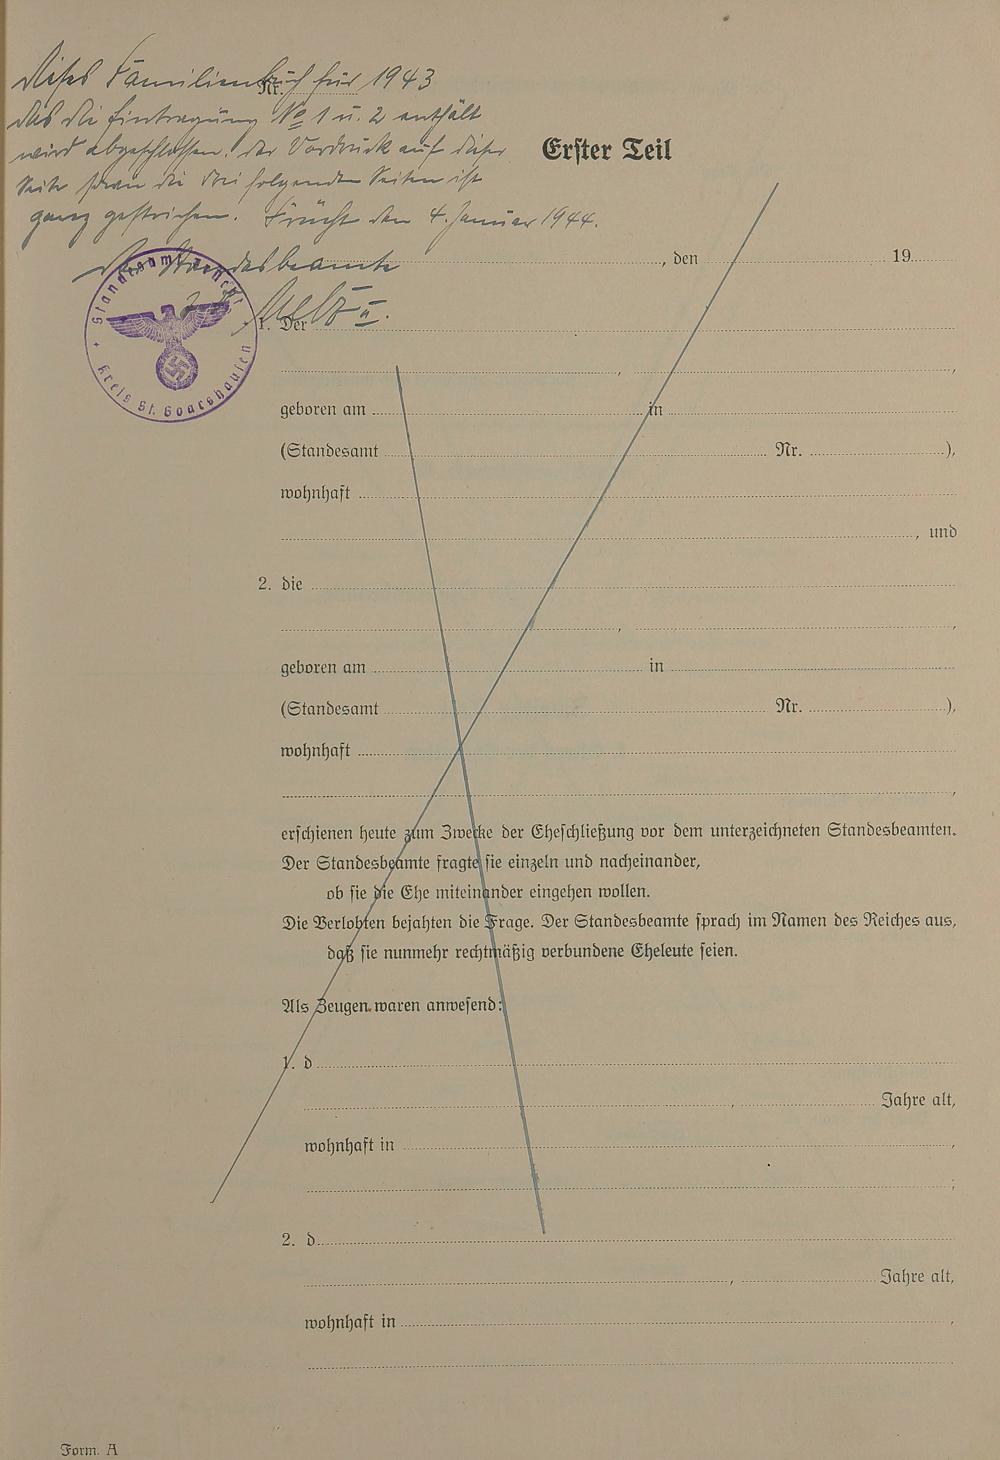 Dieses Familienbuch für 1943
das die Eintragung No 1 u. 2 enthält
wird abgeschlossen. Der Vordruck auf dieser
Seite sowie die drei folgenden Seiten ist
ganz gestrichen. Frücht den 4. Januar 1944.
Der Standesbeamte
Nr.
Erster Teil
, den 19
Standesamt Frücht
Kreis St. Goarshausen
1. Der
,
,
geboren am in
(Standesamt Nr. ),
wohnhaft
, und
2. die
,
,
geboren am in
(Standesamt Nr. ),
wohnhaft
,
erschienen heute zum Zwecke der Eheschließung vor dem unterzeichneten Standesbeamten.
Der Standesbeamte fragte sie einzeln und nacheinander,
ob sie die Ehe miteinander eingehen wollen.
Die Verlobten bejahten die Frage. Der Standesbeamte sprach im Namen des Reiches aus,
daß sie nunmehr rechtmäßig verbundene Eheleute seien.
Als Zeugen waren anwesend:
1. d
, Jahre alt,
wohnhaft in ,
;
2. d
, Jahre alt,
wohnhaft in ,
Form. A